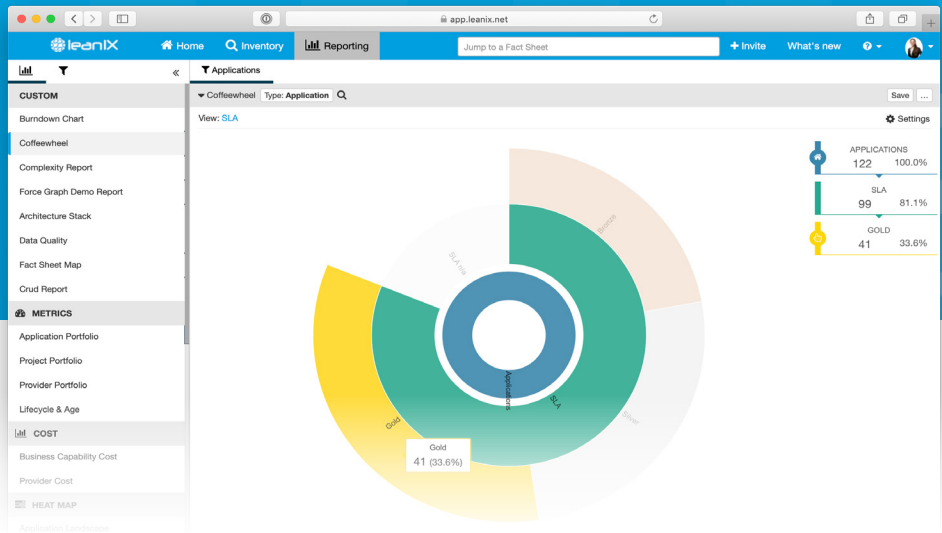 app.leanix.net
leanIX Home Inventory Reporting Jump to a Fact Sheet + Invite What's new
CUSTOM
Burndown Chart
Coffeewheel
Complexity Report
Force Graph Demo Report
Architecture Stack
Data Quality
Fact Sheet Map
Crud Report
METRICS
Application Portfolio
Project Portfolio
Provider Portfolio
Lifecycle & Age
COST
Business Capability Cost
Provider Cost
HEAT MAP
Application Landscape
Applications
Coffeewheel Type: Application Save ...
View: SLA Settings
Bronze
SLA n/a
Applications
SLA
Silver
Gold
Gold
41 (33.6%)
APPLICATIONS
122 100.0%
SLA
99 81.1%
GOLD
41 33.6%